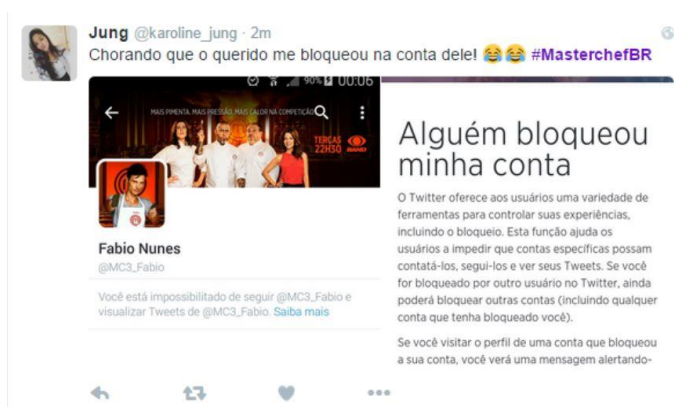 Jung @karoline_jung · 2m
Chorando que o querido me bloqueou na conta dele! 😂😂 #MasterchefBR
90% 00:06
MAIS PIMENTA. MAIS PRESSÃO. MAIS CALOR NA COMPETIÇÃO
TERÇAS
22H30 BAND
Fabio Nunes
@MC3_Fabio
Você está impossibilitado de seguir @MC3_Fabio e
visualizar Tweets de @MC3_Fabio. Saiba mais
Alguém bloqueou
minha conta
O Twitter oferece aos usuários uma variedade de
ferramentas para controlar suas experiências,
incluindo o bloqueio. Esta função ajuda os
usuários a impedir que contas específicas possam
contatá-los, segui-los e ver seus Tweets. Se você
for bloqueado por outro usuário no Twitter, ainda
poderá bloquear outras contas (incluindo qualquer
conta que tenha bloqueado você).
Se você visitar o perfil de uma conta que bloqueou
a sua conta, você verá uma mensagem alertando-